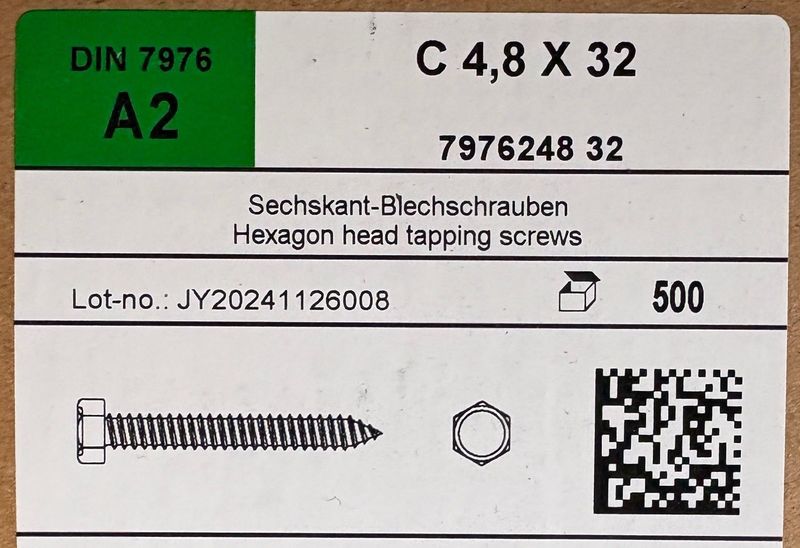 DIN 7976
A2
C 4,8 X 32
7976248 32
Sechskant-Blechschrauben
Hexagon head tapping screws
Lot-no.: JY20241126008
500